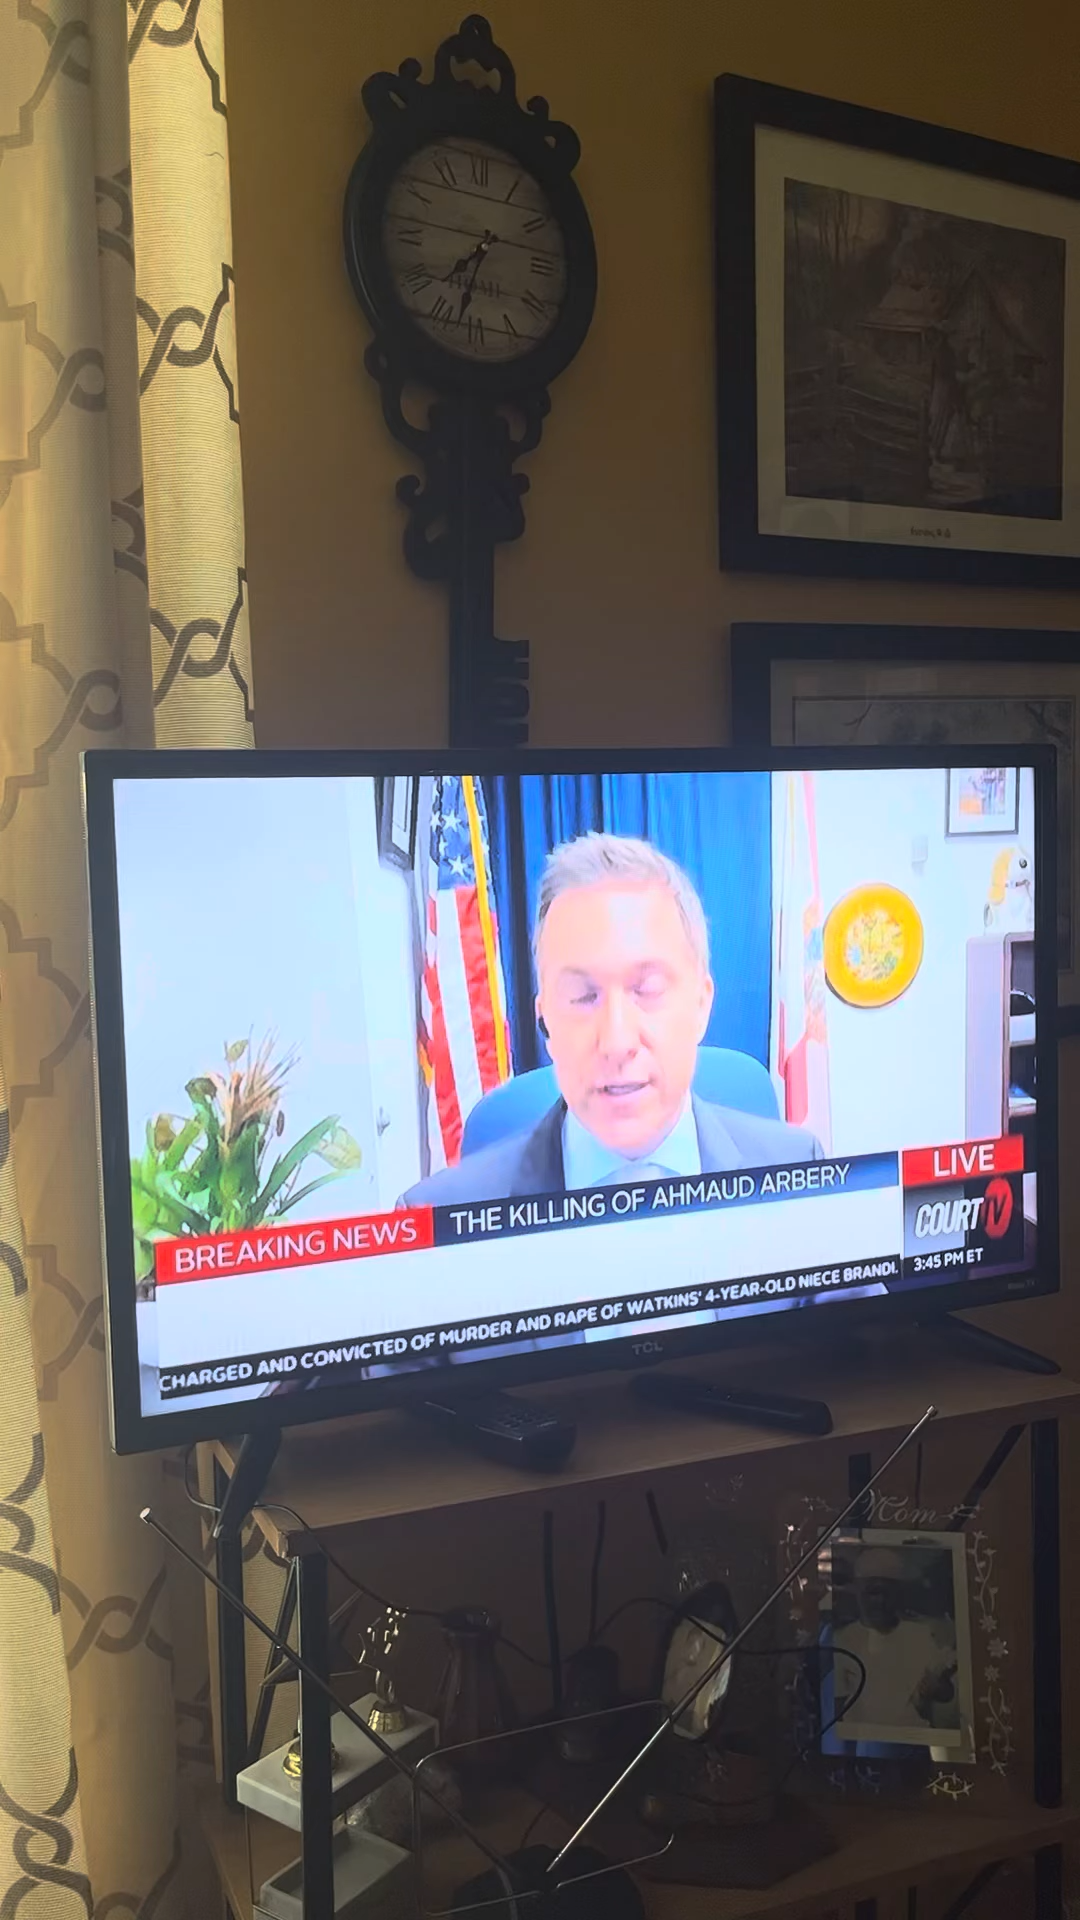 HOME
BREAKING NEWS
THE KILLING OF AHMAUD ARBERY
LIVE
COURT TV
3:45 PM ET
CHARGED AND CONVICTED OF MURDER AND RAPE OF WATKINS' 4-YEAR-OLD NIECE BRANDI.
TCL
Mom